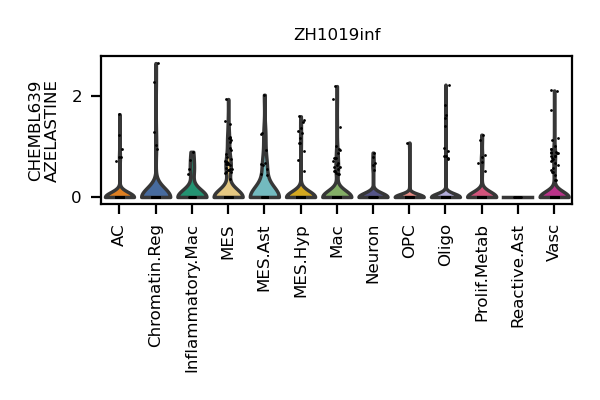 ZH1019inf
CHEMBL639
AZELASTINE
2
0
AC
Chromatin.Reg
Inflammatory.Mac
MES
MES.Ast
MES.Hyp
Mac
Neuron
OPC
Oligo
Prolif.Metab
Reactive.Ast
Vasc